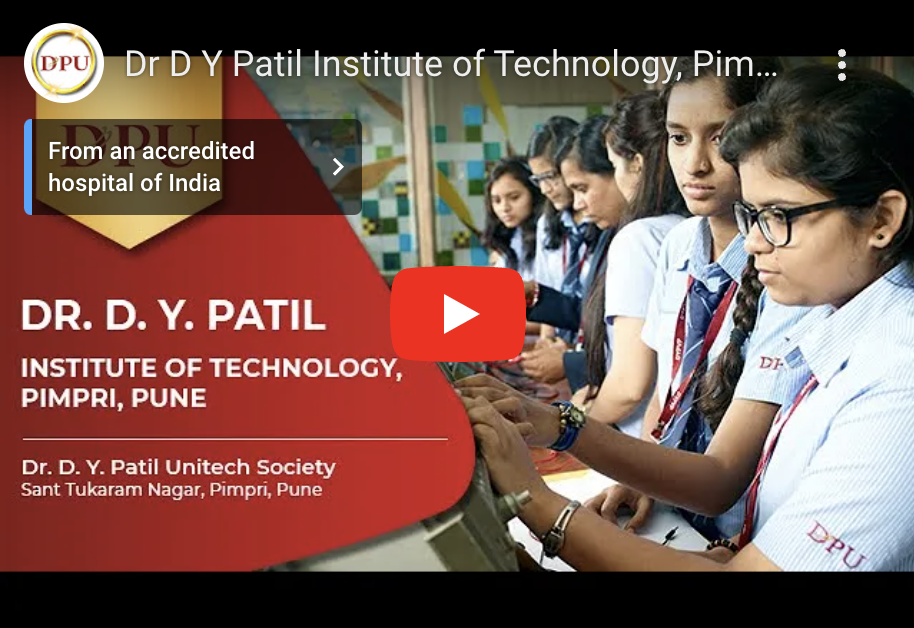 DPU
Dr D Y Patil Institute of Technology, Pim...
DPU
From an accredited
hospital of India
DR. D. Y. PATIL
INSTITUTE OF TECHNOLOGY,
PIMPRI, PUNE
Dr. D. Y. Patil Unitech Society
Sant Tukaram Nagar, Pimpri, Pune
DYPVP
DPU